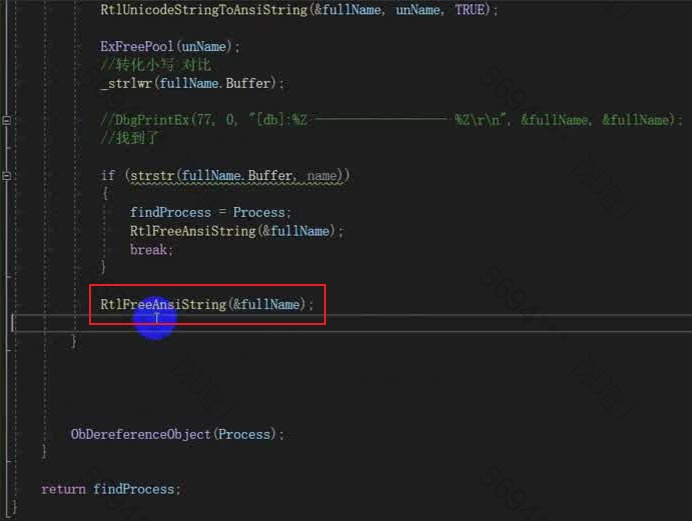 RtlUnicodeStringToAnsiString(&fullName, unName, TRUE);
ExFreePool(unName);
//转化小写 对比
_strlwr(fullName.Buffer);
//DbgPrintEx(77, 0, "[db]:%Z ——————————— %Z\r\n", &fullName, &fullName);
//找到了
if (strstr(fullName.Buffer, name))
{
findProcess = Process;
RtlFreeAnsiString(&fullName);
break;
}
RtlFreeAnsiString(&fullName);
}
ObDereferenceObject(Process);
}
return findProcess;
}